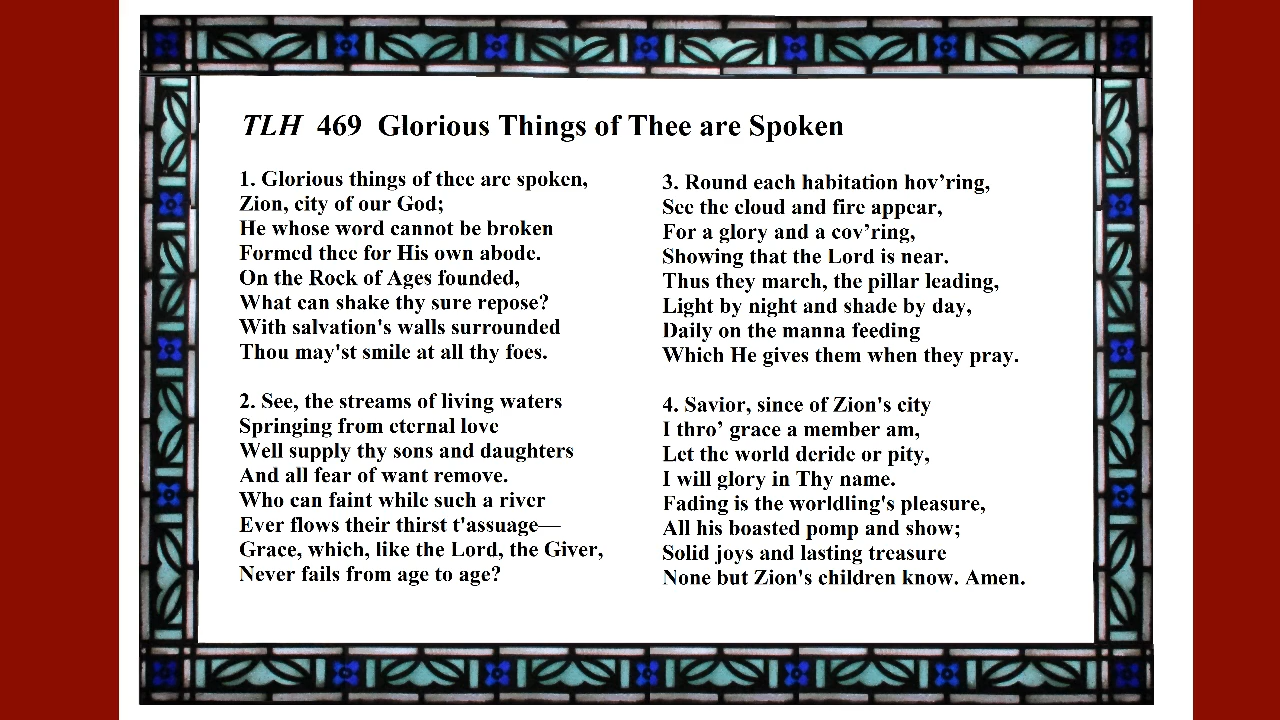 TLH 469 Glorious Things of Thee are Spoken
1. Glorious things of thee are spoken,
Zion, city of our God;
He whose word cannot be broken
Formed thee for His own abode.
On the Rock of Ages founded,
What can shake thy sure repose?
With salvation's walls surrounded
Thou may'st smile at all thy foes.
2. See, the streams of living waters
Springing from eternal love
Well supply thy sons and daughters
And all fear of want remove.
Who can faint while such a river
Ever flows their thirst t'assuage—
Grace, which, like the Lord, the Giver,
Never fails from age to age?
3. Round each habitation hov’ring,
See the cloud and fire appear,
For a glory and a cov’ring,
Showing that the Lord is near.
Thus they march, the pillar leading,
Light by night and shade by day,
Daily on the manna feeding
Which He gives them when they pray.
4. Savior, since of Zion's city
I thro’ grace a member am,
Let the world deride or pity,
I will glory in Thy name.
Fading is the worldling's pleasure,
All his boasted pomp and show;
Solid joys and lasting treasure
None but Zion's children know. Amen.